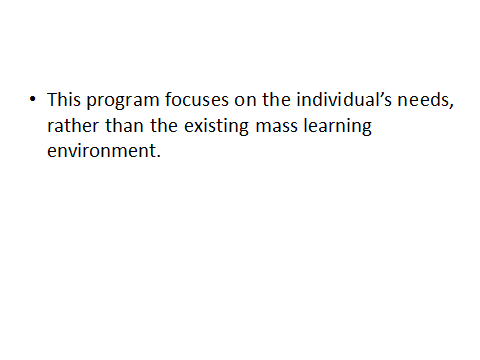 • This program focuses on the individual’s needs,
rather than the existing mass learning
environment.